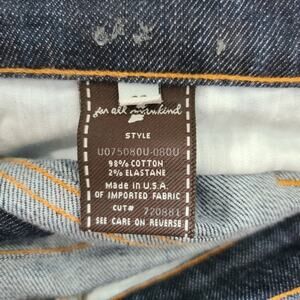 for all mankind
STYLE
U075080U-080U
98% COTTON
2% ELASTANE
Made in U.S.A.
OF IMPORTED FABRIC
CUT# 720881
SEE CARE ON REVERSE